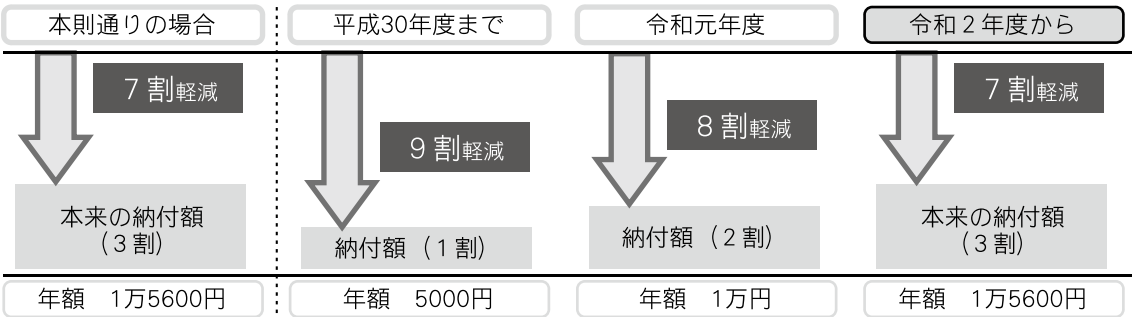 本則通りの場合
7割軽減
本来の納付額
(3割)
年額 1万5600円
平成30年度まで
9割軽減
納付額(1割)
年額 5000円
令和元年度
8割軽減
納付額(2割)
年額 1万円
令和2年度から
7割軽減
本来の納付額
(3割)
年額 1万5600円